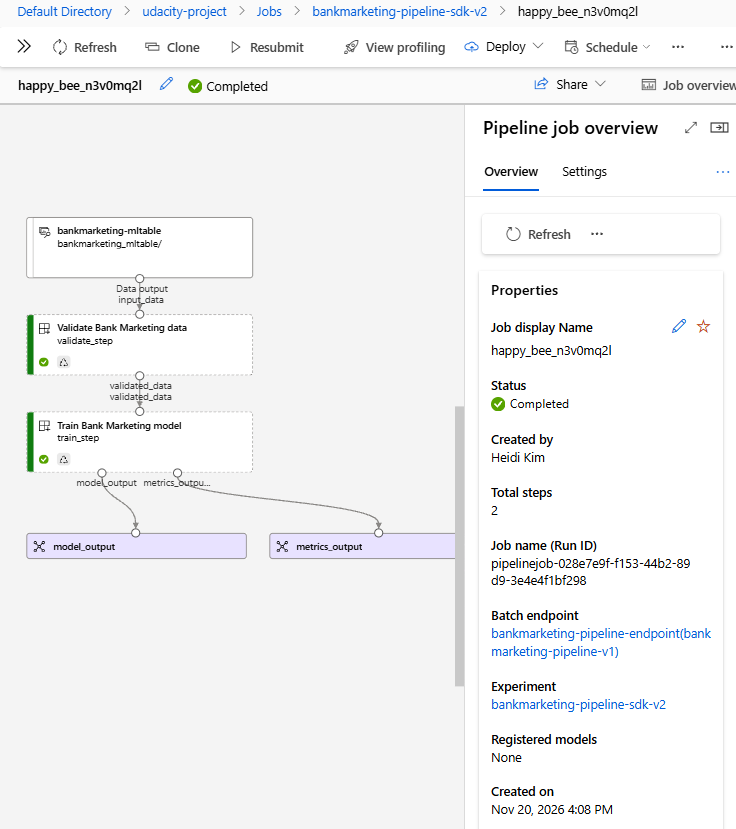 Default Directory > udacity-project > Jobs > bankmarketing-pipeline-sdk-v2 > happy_bee_n3v0mq2l
Refresh Clone Resubmit View profiling Deploy Schedule ... ...
happy_bee_n3v0mq2l Completed Share Job overview
bankmarketing-mltable
bankmarketing_mltable/
Data output
input_data
Validate Bank Marketing data
validate_step
validated_data
validated_data
Train Bank Marketing model
train_step
model_output metrics_outpu...
model_output metrics_output
Pipeline job overview
Overview Settings ...
Refresh ...
Properties
Job display Name
happy_bee_n3v0mq2l
Status
Completed
Created by
Heidi Kim
Total steps
2
Job name (Run ID)
pipelinejob-028e7e9f-f153-44b2-89
d9-3e4e4f1bf298
Batch endpoint
bankmarketing-pipeline-endpoint(bank
marketing-pipeline-v1)
Experiment
bankmarketing-pipeline-sdk-v2
Registered models
None
Created on
Nov 20, 2026 4:08 PM